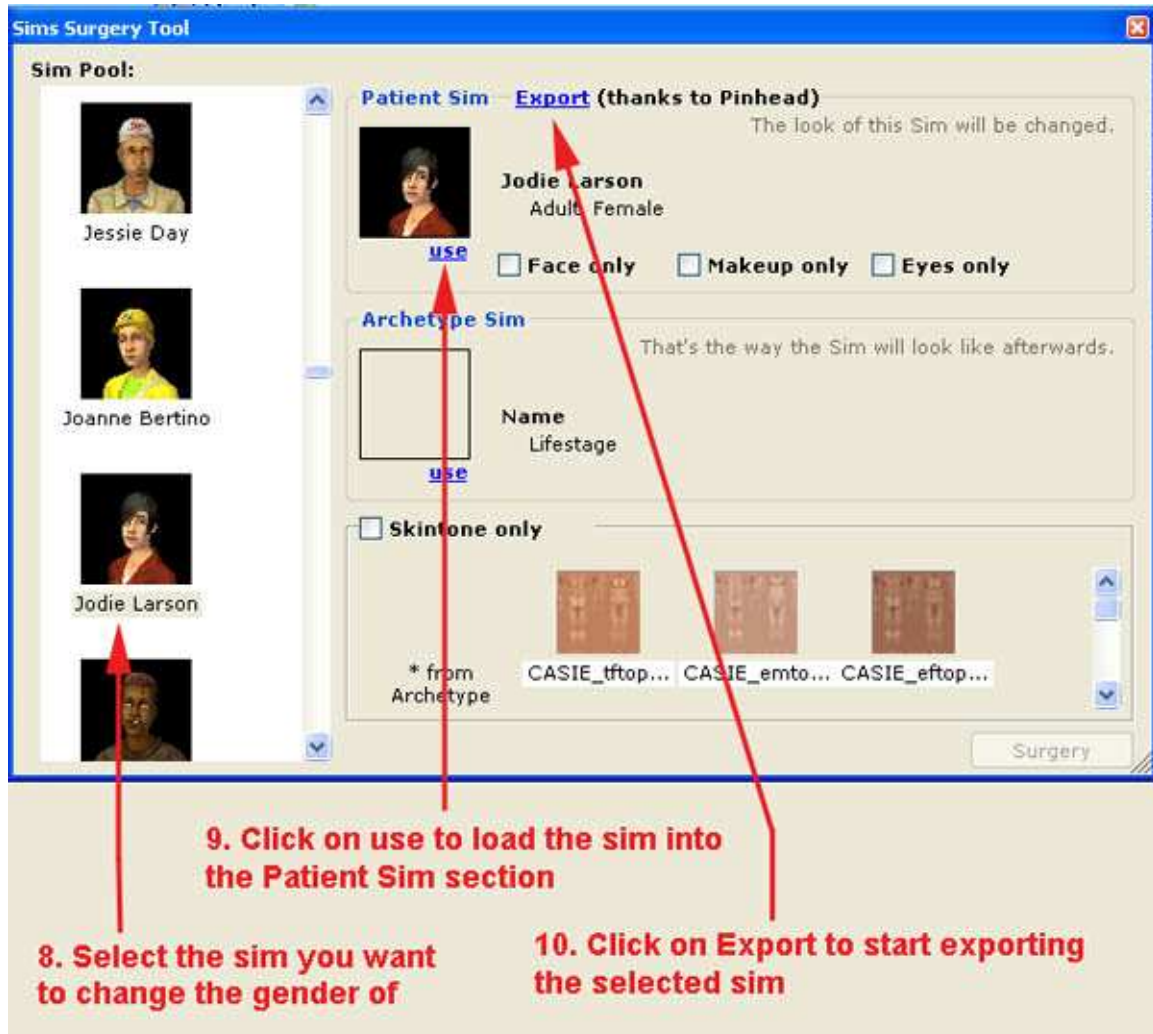 Sims Surgery Tool
Sim Pool:
Jessie Day
Joanne Bertino
Jodie Larson
Patient Sim Export (thanks to Pinhead)
The look of this Sim will be changed.
Jodie Larson
Adult, Female
use
Face only Makeup only Eyes only
Archetype Sim
That's the way the Sim will look like afterwards.
Name
Lifestage
use
Skintone only
* from
Archetype
CASIE_tftop... CASIE_emto... CASIE_eftop...
Surgery
9. Click on use to load the sim into
the Patient Sim section
8. Select the sim you want
to change the gender of
10. Click on Export to start exporting
the selected sim